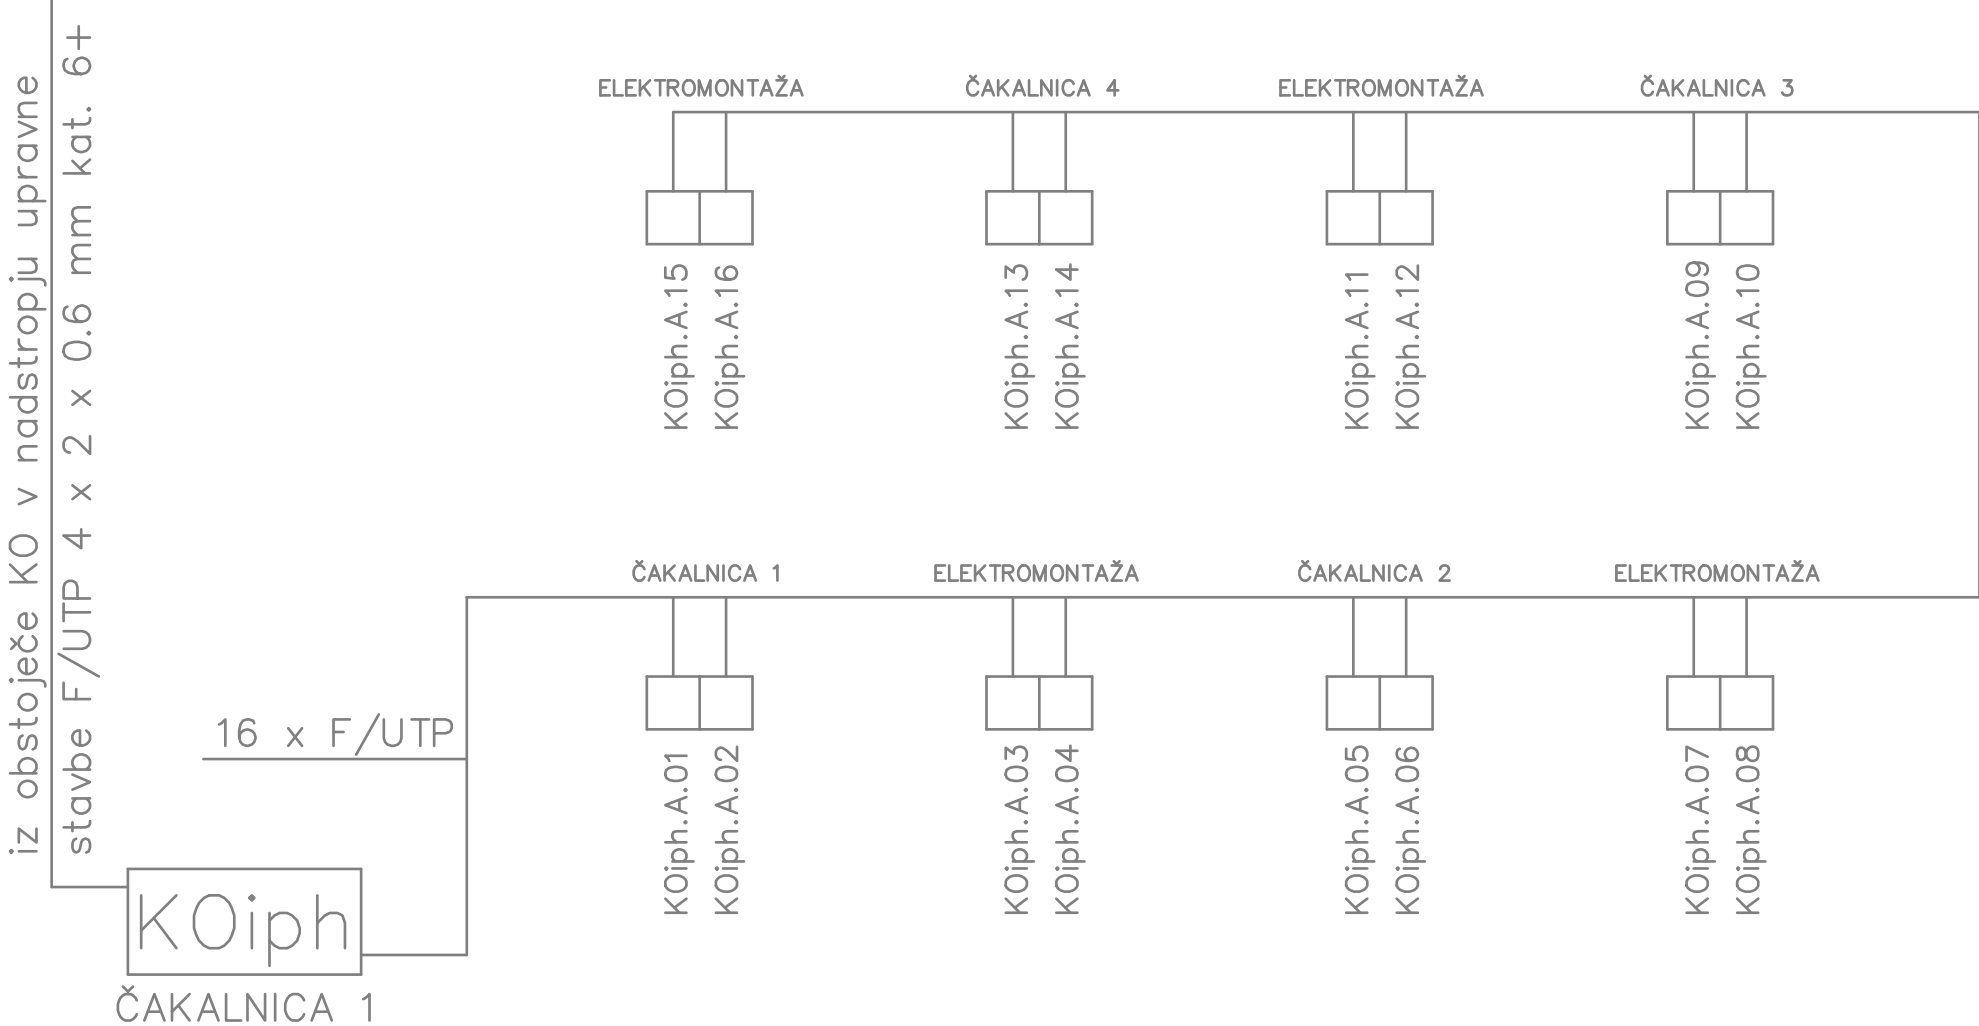 iz obstoječe KO v nadstropju upravne
stavbe F/UTP 4 x 2 x 0.6 mm kat. 6+
ELEKTROMONTAŽA
KOiph.A.15
KOiph.A.16
ČAKALNICA 4
KOiph.A.13
KOiph.A.14
ELEKTROMONTAŽA
KOiph.A.11
KOiph.A.12
ČAKALNICA 3
KOiph.A.09
KOiph.A.10
ČAKALNICA 1
KOiph.A.01
KOiph.A.02
ELEKTROMONTAŽA
KOiph.A.03
KOiph.A.04
ČAKALNICA 2
KOiph.A.05
KOiph.A.06
ELEKTROMONTAŽA
KOiph.A.07
KOiph.A.08
16 x F/UTP
KOiph
ČAKALNICA 1